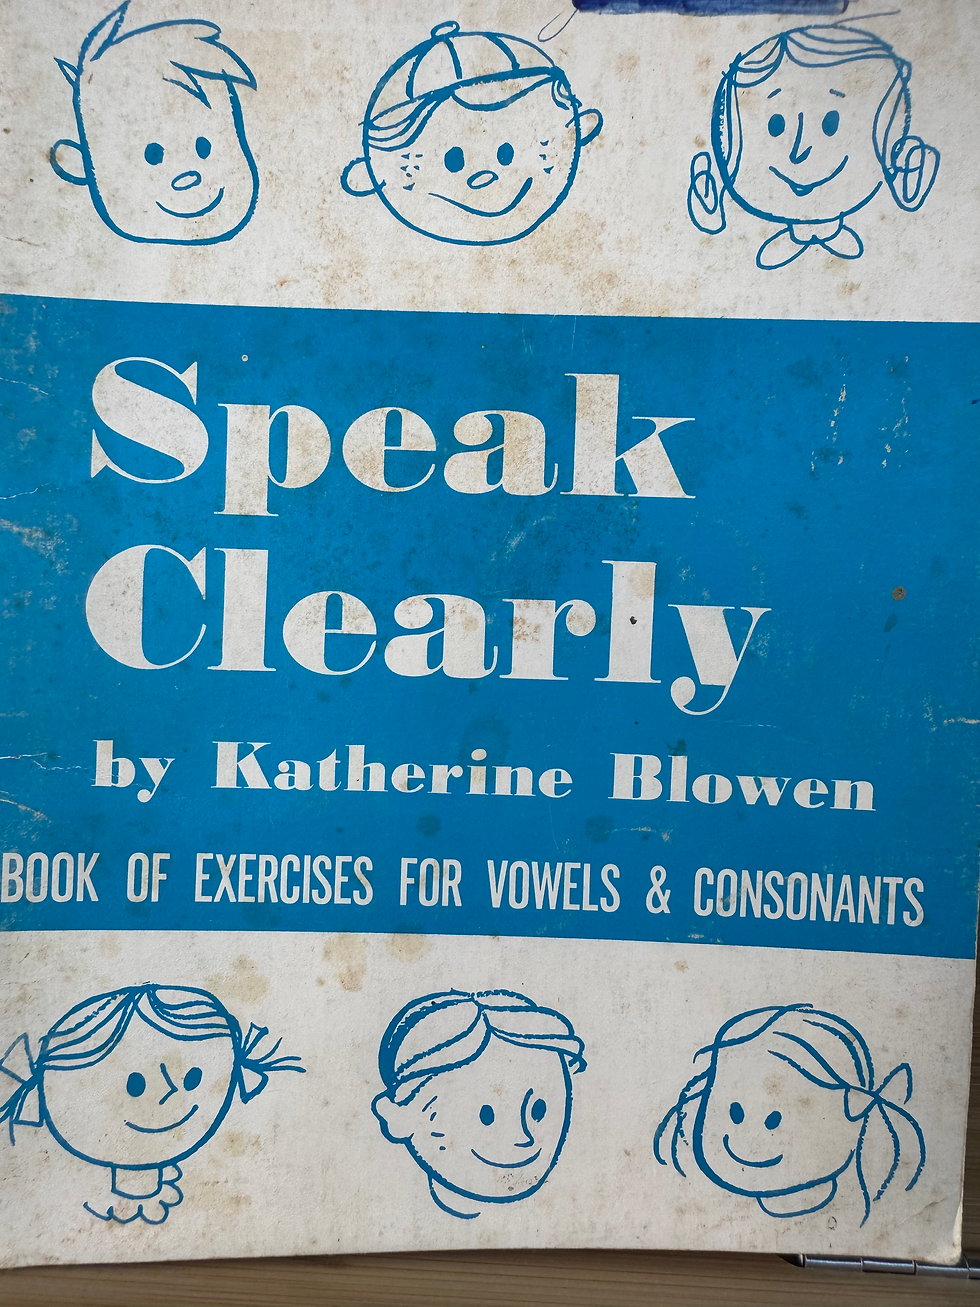 Speak
Clearly
by Katherine Blowen
BOOK OF EXERCISES FOR VOWELS & CONSONANTS